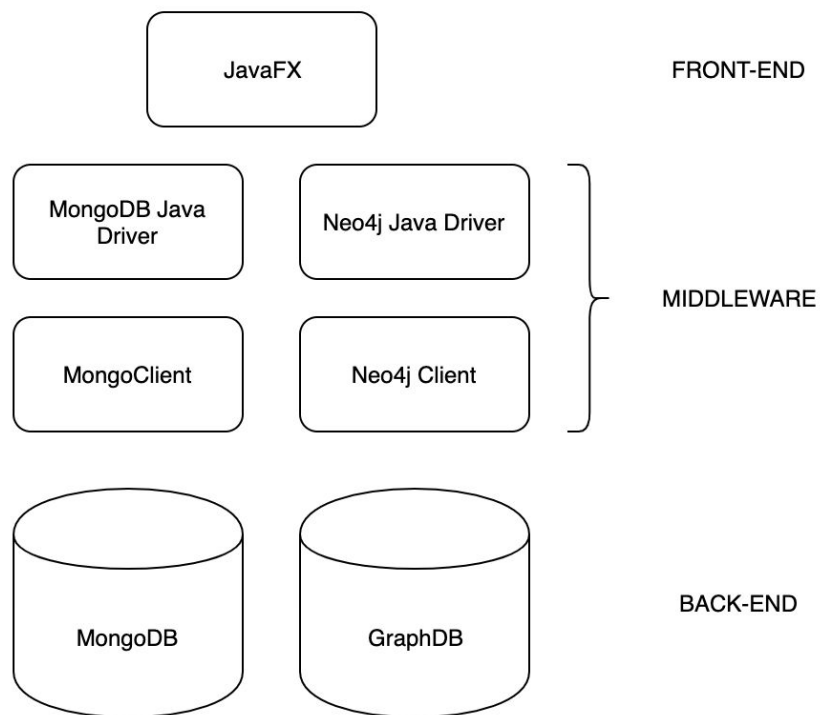 JavaFX
FRONT-END
MongoDB Java
Driver
Neo4j Java Driver
MIDDLEWARE
MongoClient
Neo4j Client
MongoDB
GraphDB
BACK-END